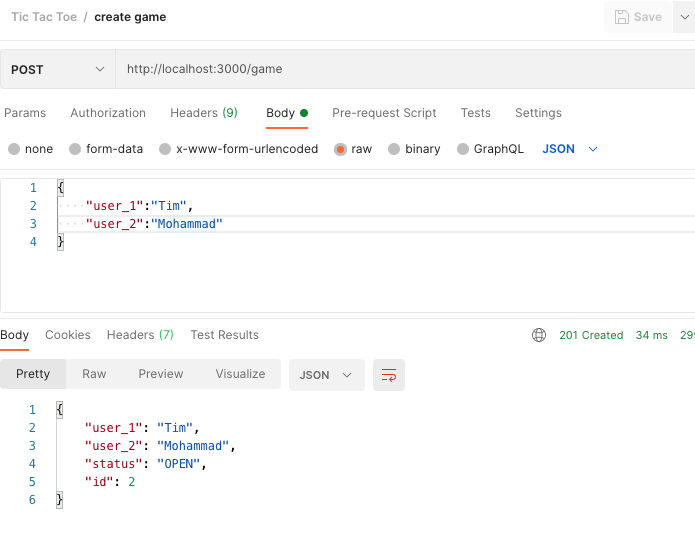 Tic Tac Toe / create game Save
POST http://localhost:3000/game
Params Authorization Headers (9) Body Pre-request Script Tests Settings
none form-data x-www-form-urlencoded raw binary GraphQL JSON
1 {
2 "user_1":"Tim",
3 "user_2":"Mohammad"
4 }
Body Cookies Headers (7) Test Results 201 Created 34 ms
Pretty Raw Preview Visualize JSON
1 {
2 "user_1": "Tim",
3 "user_2": "Mohammad",
4 "status": "OPEN",
5 "id": 2
6 }